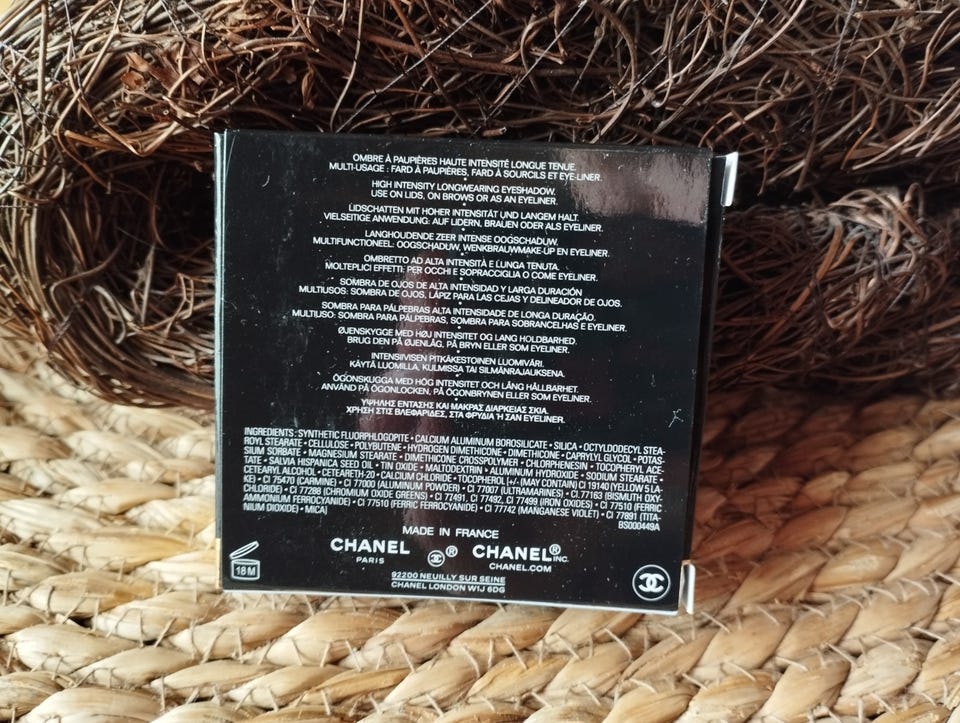 OMBRE À PAUPIÈRES HAUTE INTENSITÉ LONGUE TENUE.
MULTI-USAGE : FARD À PAUPIÈRES, FARD À SOURCILS ET EYE-LINER.
HIGH INTENSITY LONGWEARING EYESHADOW.
USE ON LIDS, ON BROWS OR AS AN EYELINER.
LIDSCHATTEN MIT HOHER INTENSITÄT UND LANGEM HALT.
VIELSEITIGE ANWENDUNG: AUF LIDERN, BRAUEN ODER ALS EYELINER.
LANGHOUDENDE ZEER INTENSE OOGSCHADUW.
MULTIFUNCTIONEEL: OOGSCHADUW, WENKBRAUWMAKE-UP EN EYELINER.
OMBRETTO AD ALTA INTENSITÀ E LUNGA TENUTA.
MOLTEPLICI EFFETTI: PER OCCHI E SOPRACCIGLIA O COME EYELINER.
SOMBRA DE OJOS DE ALTA INTENSIDAD Y LARGA DURACIÓN
MULTIUSOS: SOMBRA DE OJOS, LÁPIZ PARA LAS CEJAS Y DELINEADOR DE OJOS.
SOMBRA PARA PÁLPEBRAS ALTA INTENSIDADE DE LONGA DURAÇÃO.
MULTIUSO: SOMBRA PARA PÁLPEBRAS, SOMBRA PARA SOBRANCELHAS E EYELINER.
ØJENSKYGGE MED HØJ INTENSITET OG LANG HOLDBARHED.
BRUG DEN PÅ ØJENLÅG, PÅ BRYN ELLER SOM EYELINER.
INTENSIIVISEN PITKÄKESTOINEN LUOMIVÄRI.
KÄYTÄ LUOMILLA, KULMISSA TAI SILMÄNRAJAUKSENA.
ÖGONSKUGGA MED HÖG INTENSITET OCH LÅNG HÅLLBARHET.
ANVÄND PÅ ÖGONLOCKEN, PÅ ÖGONBRYNEN ELLER SOM EYELINER.
ΥΨΗΛΗΣ ΕΝΤΑΣΗΣ ΚΑΙ ΜΑΚΡΑΣ ΔΙΑΡΚΕΙΑΣ ΣΚΙΑ.
ΧΡΗΣΗ ΣΤΙΣ ΒΛΕΦΑΡΙΔΕΣ, ΣΤΑ ΦΡΥΔΙΑ Ή ΣΑΝ EYELINER.
INGREDIENTS: SYNTHETIC FLUORPHLOGOPITE • CALCIUM ALUMINUM BOROSILICATE • SILICA • OCTYLDODECYL STEA-
ROYL STEARATE • CELLULOSE • POLYBUTENE • HYDROGEN DIMETHICONE • DIMETHICONE • CAPRYLYL GLYCOL • POTAS-
SIUM SORBATE • MAGNESIUM STEARATE • DIMETHICONE CROSSPOLYMER • CHLORPHENESIN • TOCOPHERYL ACE-
TATE • SALVIA HISPANICA SEED OIL • TIN OXIDE • MALTODEXTRIN • ALUMINUM HYDROXIDE • SODIUM STEARATE •
CETEARYL ALCOHOL • CETEARETH-20 • CALCIUM CHLORIDE • TOCOPHEROL [+/- (MAY CONTAIN) CI 19140 (YELLOW 5 LA-
KE) • CI 75470 (CARMINE) • CI 77000 (ALUMINUM POWDER) • CI 77007 (ULTRAMARINES) • CI 77163 (BISMUTH OXY-
CHLORIDE) • CI 77288 (CHROMIUM OXIDE GREENS) • CI 77491, CI 77492, CI 77499 (IRON OXIDES) • CI 77510 (FERRIC
AMMONIUM FERROCYANIDE) • CI 77510 (FERRIC FERROCYANIDE) • CI 77742 (MANGANESE VIOLET) • CI 77891 (TITA-
NIUM DIOXIDE) • MICA]
BS000449A
MADE IN FRANCE
CHANEL ® CHANEL® INC.
PARIS CHANEL.COM
18 M
92200 NEUILLY SUR SEINE
CHANEL LONDON W1J 6DG